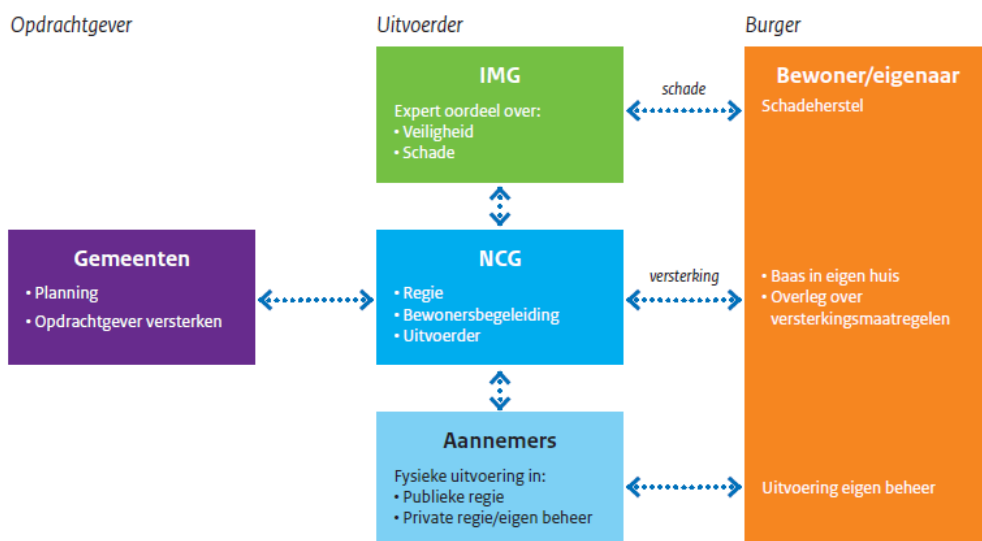 Opdrachtgever
Uitvoerder
Burger
IMG
Expert oordeel over:
• Veiligheid
• Schade
schade
Bewoner/eigenaar
Schadeherstel
Gemeenten
• Planning
• Opdrachtgever versterken
NCG
• Regie
• Bewonersbegeleiding
• Uitvoerder
versterking
• Baas in eigen huis
• Overleg over
versterkingsmaatregelen
Aannemers
Fysieke uitvoering in:
• Publieke regie
• Private regie/eigen beheer
Uitvoering eigen beheer